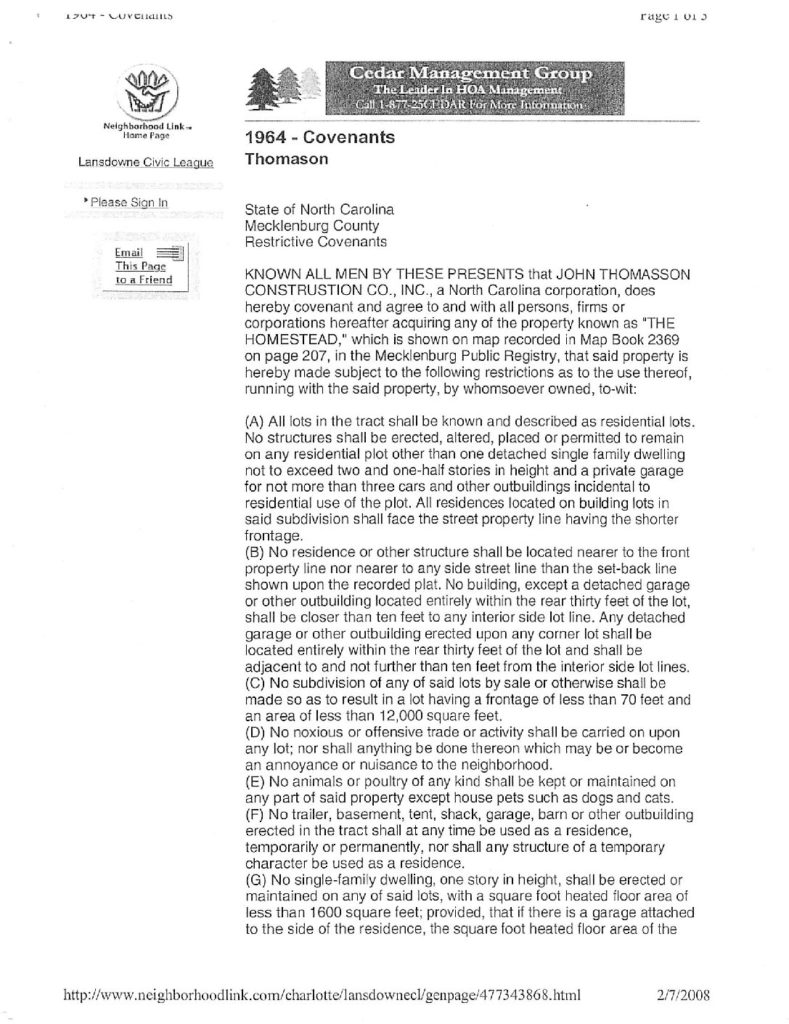 1964 - Covenants
Page 1 of 3
Cedar Management Group
The Leader In HOA Management
Call 1-877-25CEDAR For More Information
Neighborhood Link
Home Page
Lansdowne Civic League
Please Sign In
Email
This Page
to a Friend
1964 - Covenants
Thomason
State of North Carolina
Mecklenburg County
Restrictive Covenants
KNOWN ALL MEN BY THESE PRESENTS that JOHN THOMASSON
CONSTRUSTION CO., INC., a North Carolina corporation, does
hereby covenant and agree to and with all persons, firms or
corporations hereafter acquiring any of the property known as "THE
HOMESTEAD," which is shown on map recorded in Map Book 2369
on page 207, in the Mecklenburg Public Registry, that said property is
hereby made subject to the following restrictions as to the use thereof,
running with the said property, by whomsoever owned, to-wit:
(A) All lots in the tract shall be known and described as residential lots.
No structures shall be erected, altered, placed or permitted to remain
on any residential plot other than one detached single family dwelling
not to exceed two and one-half stories in height and a private garage
for not more than three cars and other outbuildings incidental to
residential use of the plot. All residences located on building lots in
said subdivision shall face the street property line having the shorter
frontage.
(B) No residence or other structure shall be located nearer to the front
property line nor nearer to any side street line than the set-back line
shown upon the recorded plat. No building, except a detached garage
or other outbuilding located entirely within the rear thirty feet of the lot,
shall be closer than ten feet to any interior side lot line. Any detached
garage or other outbuilding erected upon any corner lot shall be
located entirely within the rear thirty feet of the lot and shall be
adjacent to and not further than ten feet from the interior side lot lines.
(C) No subdivision of any of said lots by sale or otherwise shall be
made so as to result in a lot having a frontage of less than 70 feet and
an area of less than 12,000 square feet.
(D) No noxious or offensive trade or activity shall be carried on upon
any lot; nor shall anything be done thereon which may be or become
an annoyance or nuisance to the neighborhood.
(E) No animals or poultry of any kind shall be kept or maintained on
any part of said property except house pets such as dogs and cats.
(F) No trailer, basement, tent, shack, garage, barn or other outbuilding
erected in the tract shall at any time be used as a residence,
temporarily or permanently, nor shall any structure of a temporary
character be used as a residence.
(G) No single-family dwelling, one story in height, shall be erected or
maintained on any of said lots, with a square foot heated floor area of
less than 1600 square feet; provided, that if there is a garage attached
to the side of the residence, the square foot heated floor area of the
http://www.neighborhoodlink.com/charlotte/lansdownecl/genpage/477343868.html
2/7/2008